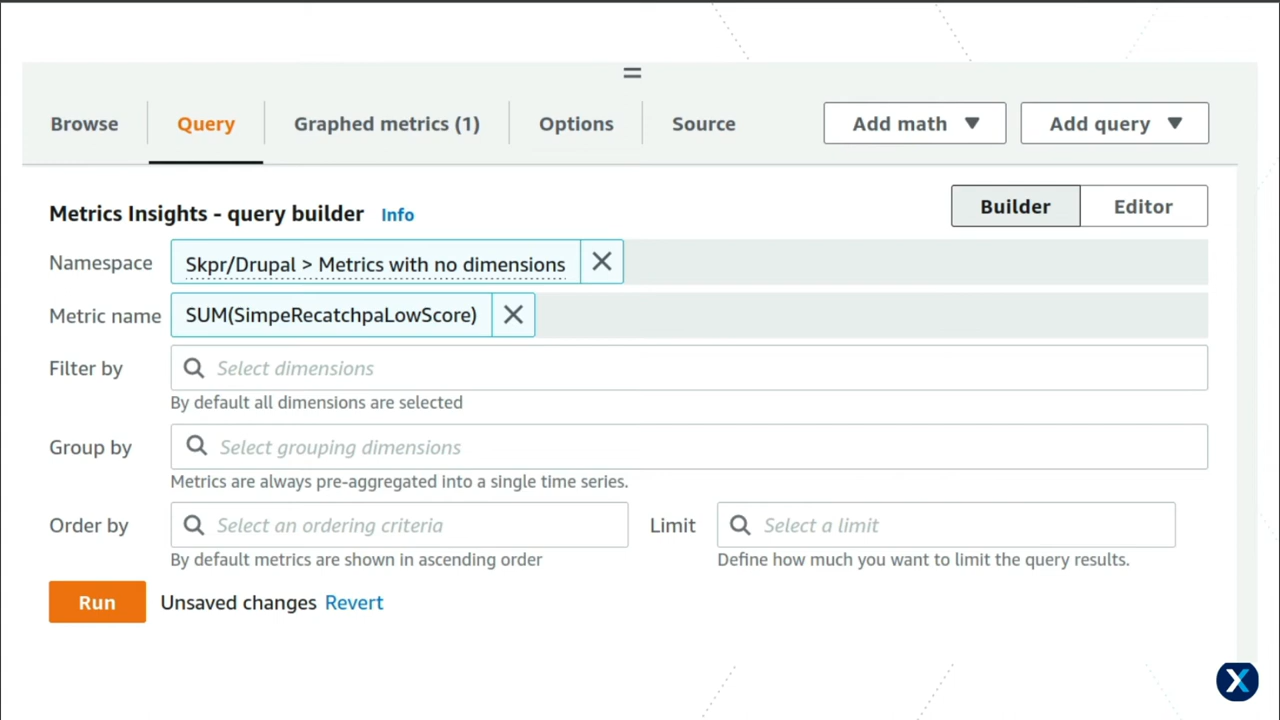 Browse Query Graphed metrics (1) Options Source Add math Add query
Metrics Insights - query builder Info Builder Editor
Namespace Skpr/Drupal > Metrics with no dimensions
Metric name SUM(SimpeRecatchpaLowScore)
Filter by Select dimensions
By default all dimensions are selected
Group by Select grouping dimensions
Metrics are always pre-aggregated into a single time series.
Order by Select an ordering criteria Limit Select a limit
By default metrics are shown in ascending order Define how much you want to limit the query results.
Run Unsaved changes Revert